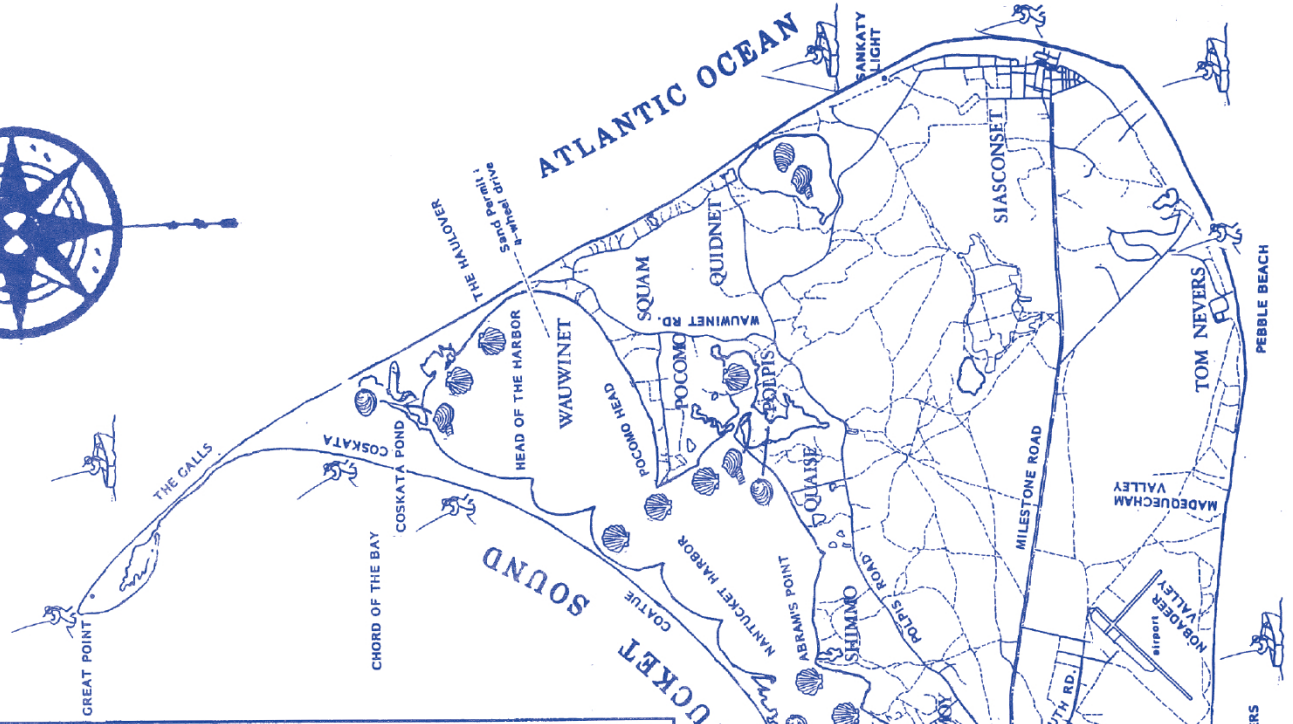 ATLANTIC OCEAN
SANKATY
LIGHT
SIASCONSET
THE HAULOVER
Sand Permit:
4-wheel drive
QUIDNET
SQUAM
WAUWINET RD.
WAUWINET
HEAD OF THE HARBOR
POCOMO
POCOMO HEAD
POLPIS
TOM NEVERS
PEBBLE BEACH
THE GALLS
COSKATA
COSKATA POND
CHORD OF THE BAY
GREAT POINT
QUAISE
MILESTONE ROAD
MADEQUECHAM
VALLEY
SOUND
NANTUCKET HARBOR
COATUE
ABRAM'S POINT
SHIMMO
POLPIS ROAD
airport
NOBADEER
VALLEY
UCKET
UTH RD.
OY
ERS